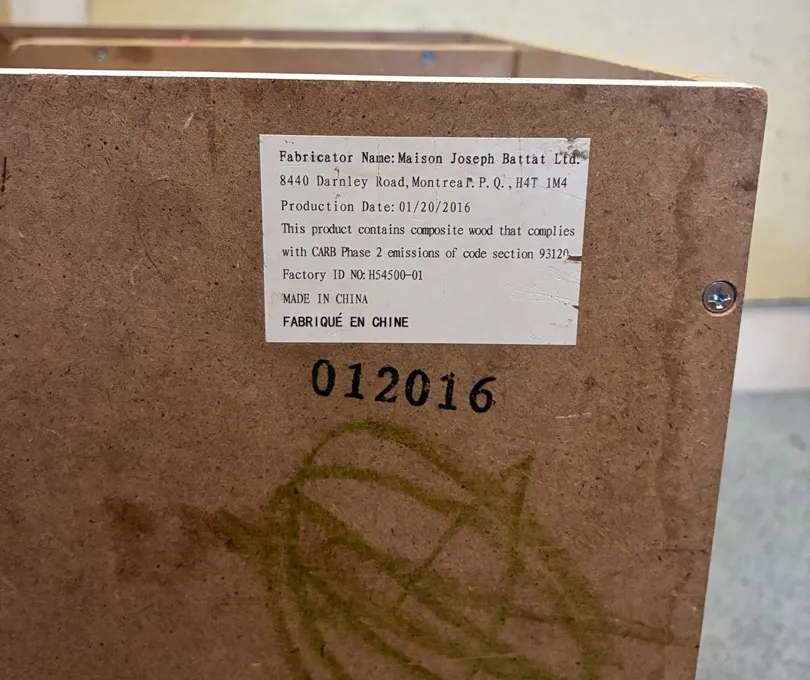 Fabricator Name:Maison Joseph Battat Ltd.
8440 Darnley Road,Montreal.P.Q.,H4T 1M4
Production Date:01/20/2016
This product contains composite wood that complies
with CARB Phase 2 emissions of code section 93120
Factory ID NO:H54500-01
MADE IN CHINA
FABRIQUÉ EN CHINE
012016